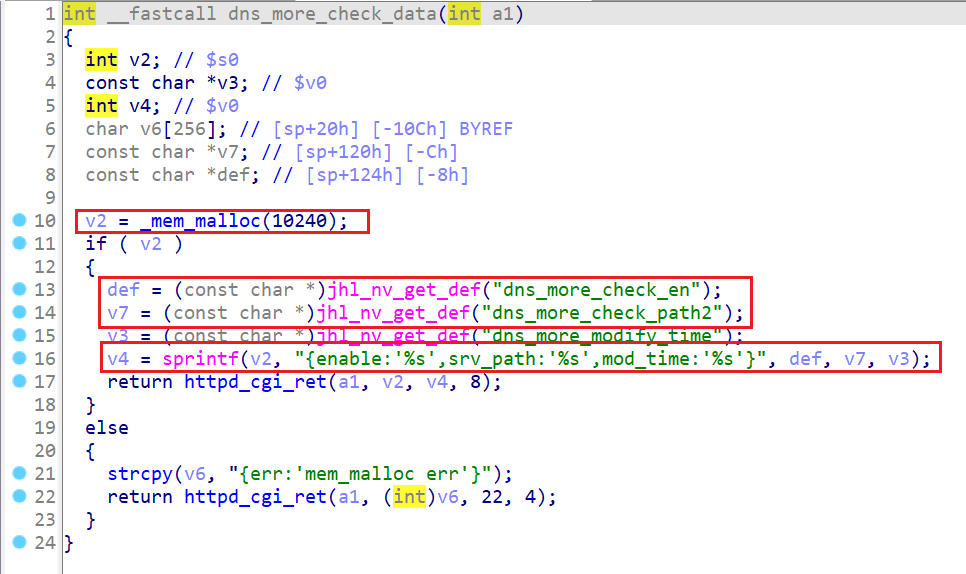 1 int __fastcall dns_more_check_data(int a1)
2 {
3 int v2; // $s0
4 const char *v3; // $v0
5 int v4; // $v0
6 char v6[256]; // [sp+20h] [-10Ch] BYREF
7 const char *v7; // [sp+120h] [-Ch]
8 const char *def; // [sp+124h] [-8h]
9
10 v2 = _mem_malloc(10240);
11 if ( v2 )
12 {
13 def = (const char *)jhl_nv_get_def("dns_more_check_en");
14 v7 = (const char *)jhl_nv_get_def("dns_more_check_path2");
15 v3 = (const char *)jhl_nv_get_def("dns_more_modify_time");
16 v4 = sprintf(v2, "{enable:'%s',srv_path:'%s',mod_time:'%s'}", def, v7, v3);
17 return httpd_cgi_ret(a1, v2, v4, 8);
18 }
19 else
20 {
21 strcpy(v6, "{err:'mem_malloc err'}");
22 return httpd_cgi_ret(a1, (int)v6, 22, 4);
23 }
24 }